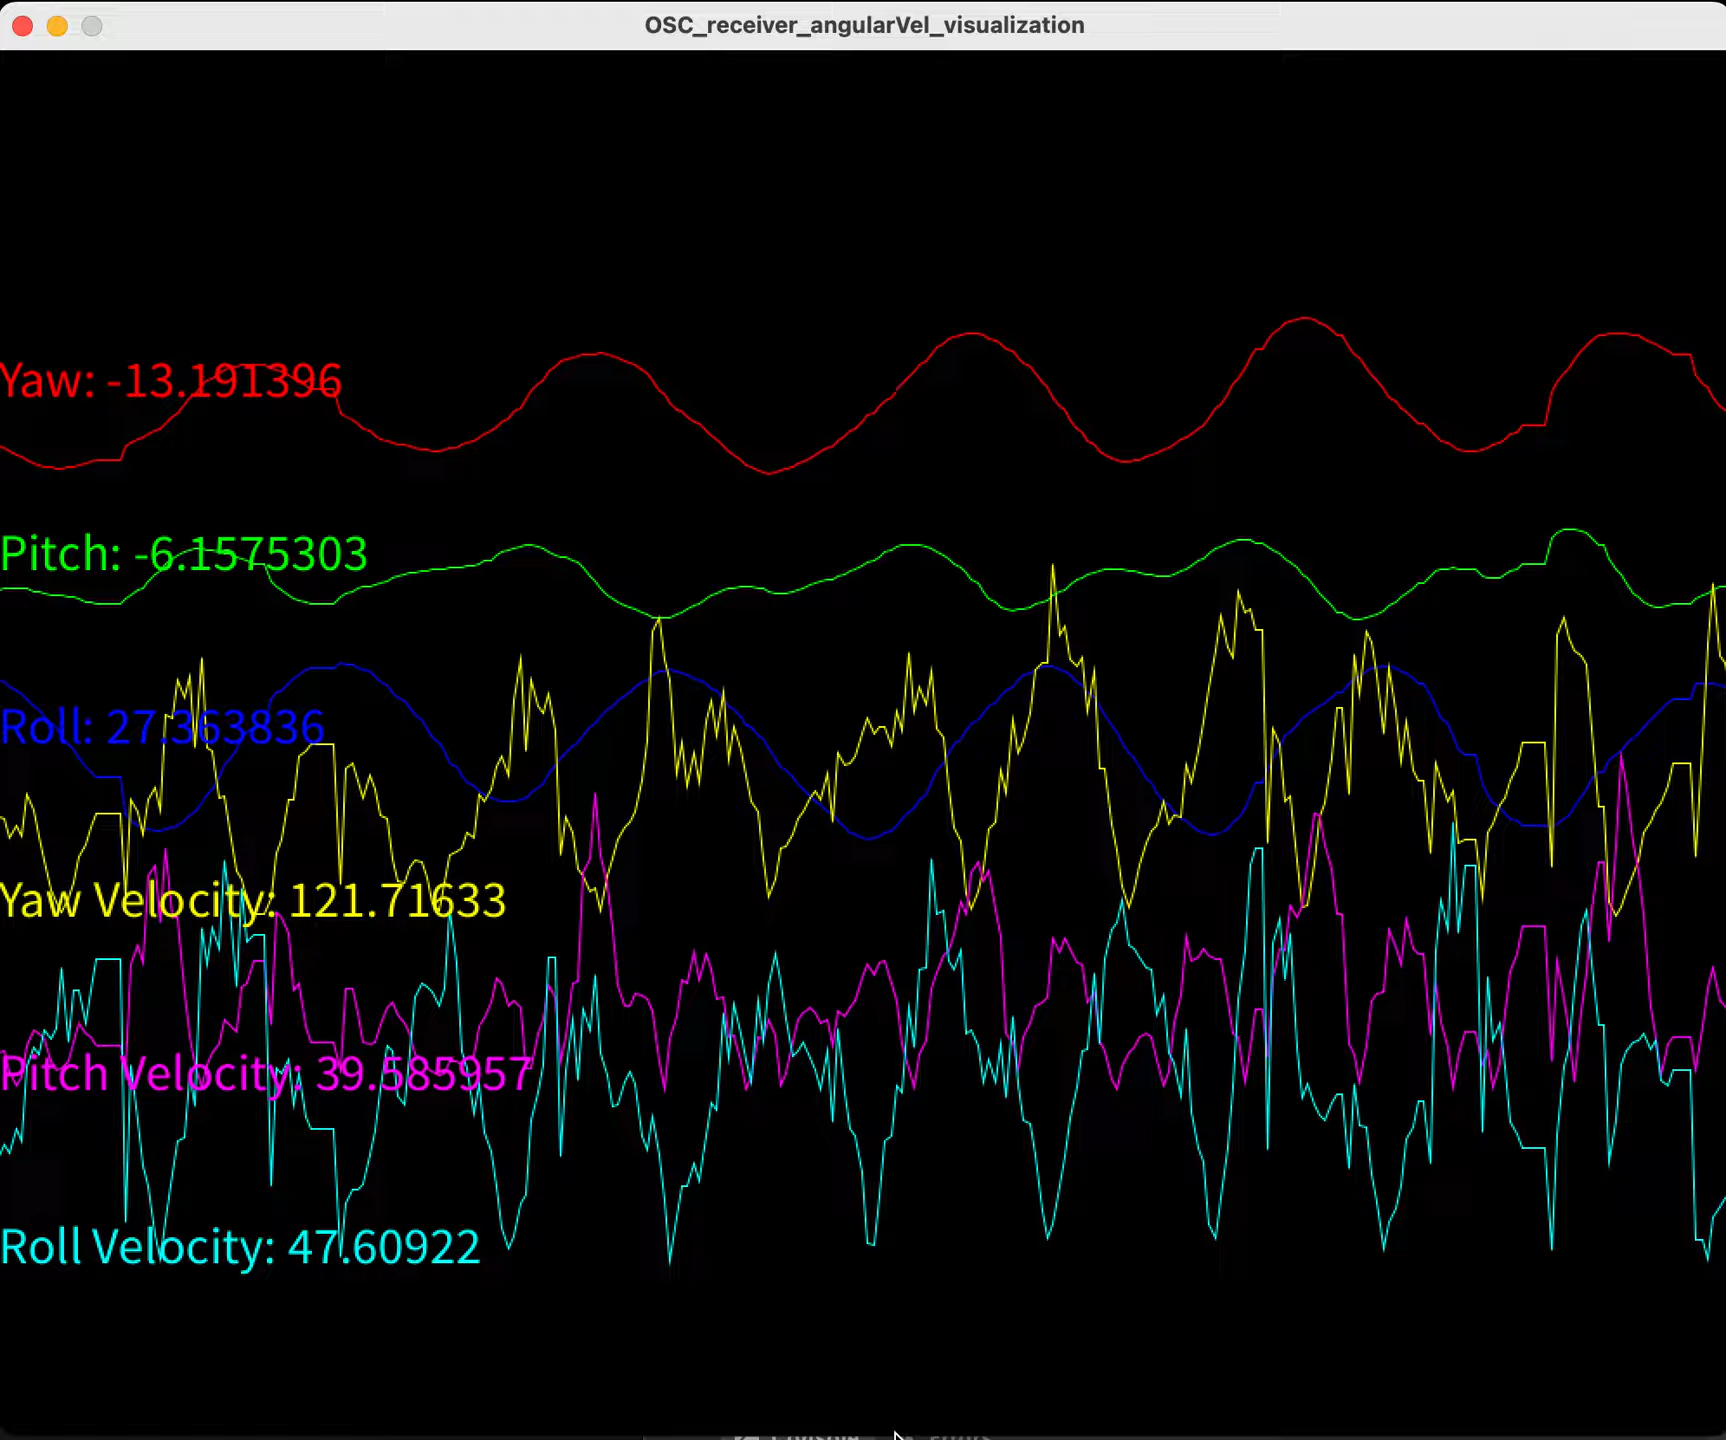 OSC_receiver_angularVel_visualization
Yaw: -13.191396
Pitch: -6.1575303
Roll: 27.363836
Yaw Velocity: 121.71633
Pitch Velocity: 39.585957
Roll Velocity: 47.60922